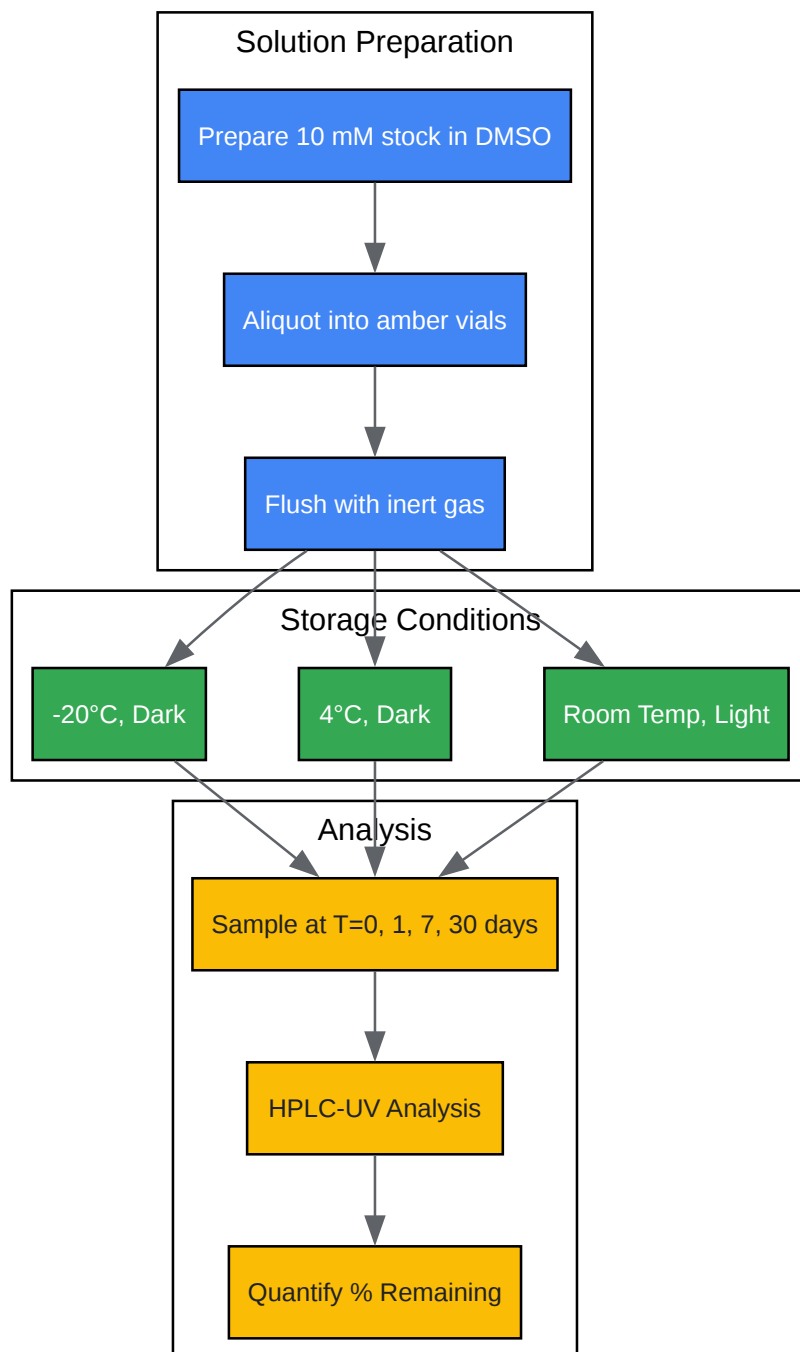 Solution Preparation
Prepare 10 mM stock in DMSO
Aliquot into amber vials
Flush with inert gas
Storage Conditions
-20°C, Dark
4°C, Dark
Room Temp, Light
Analysis
Sample at T=0, 1, 7, 30 days
HPLC-UV Analysis
Quantify % Remaining